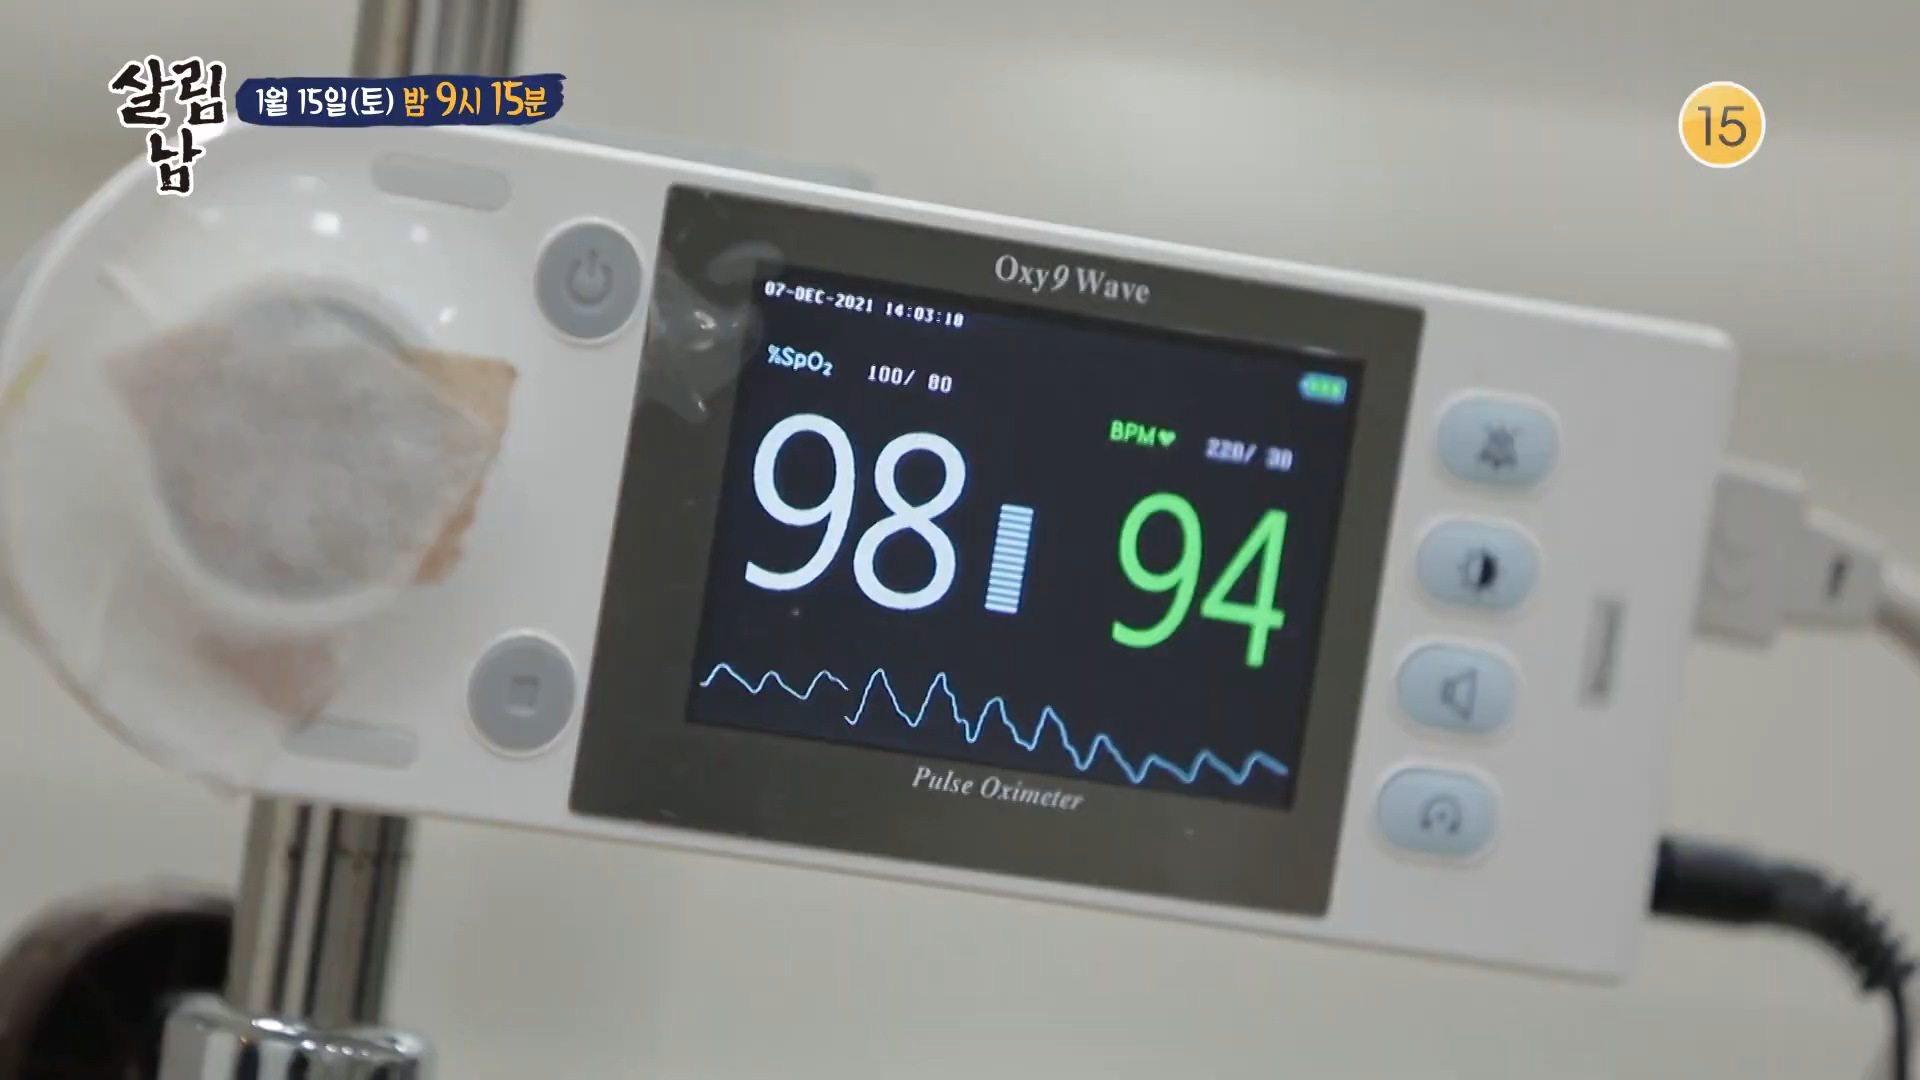 살림
남
1월 15일(토) 밤 9시 15분
15
Oxy9 Wave
07-DEC-2021 14:03:10
%SpO₂ 100/ 80
BPM 220/ 30
98
94
Pulse Oximeter